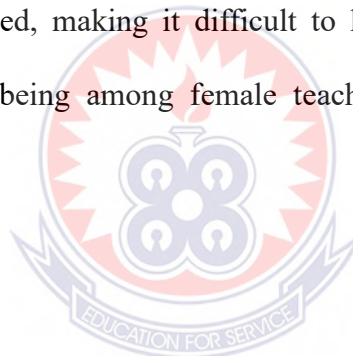 ed, making it difficult to
being among female teach
EDUCATION FOR SERVICE